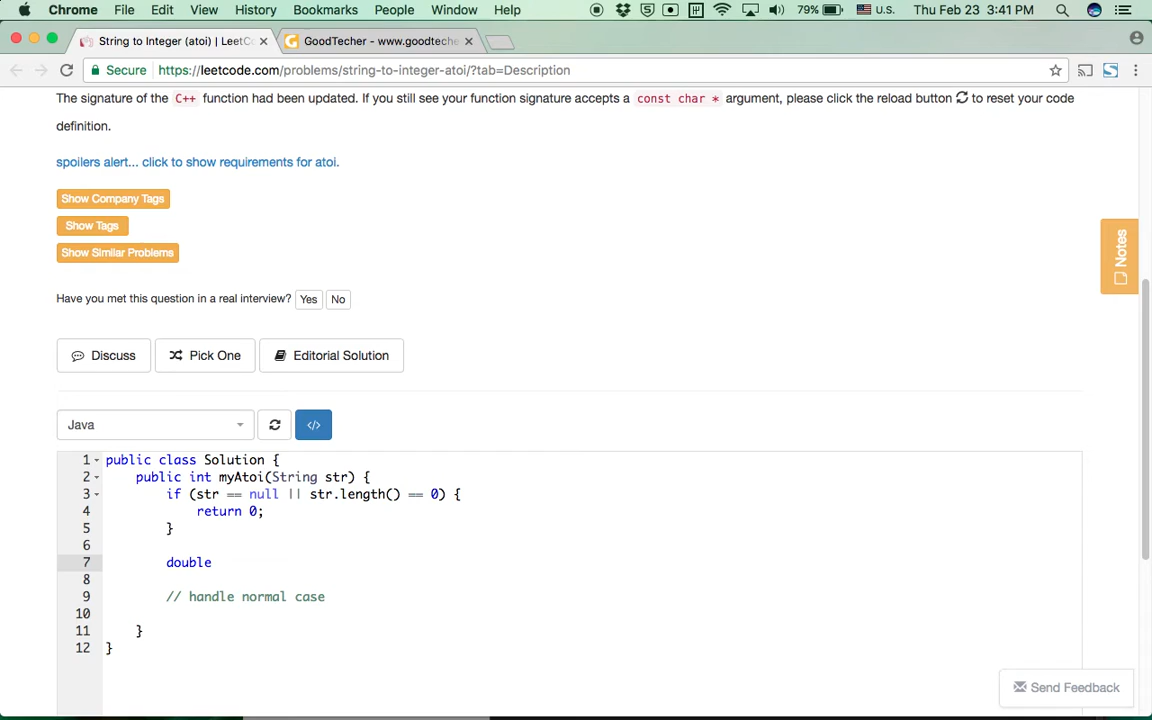 Chrome File Edit View History Bookmarks People Window Help 79% U.S. Thu Feb 23 3:41 PM
String to Integer (atoi) | LeetCo GoodTecher - www.goodteche
Secure https://leetcode.com/problems/string-to-integer-atoi/?tab=Description
The signature of the C++ function had been updated. If you still see your function signature accepts a const char * argument, please click the reload button to reset your code
definition.
spoilers alert... click to show requirements for atoi.
Show Company Tags
Show Tags
Show Similar Problems
Notes
Have you met this question in a real interview? Yes No
Discuss Pick One Editorial Solution
Java </>
1 public class Solution {
2 public int myAtoi(String str) {
3 if (str == null || str.length() == 0) {
4 return 0;
5 }
6
7 double
8
9 // handle normal case
10
11 }
12 }
Send Feedback